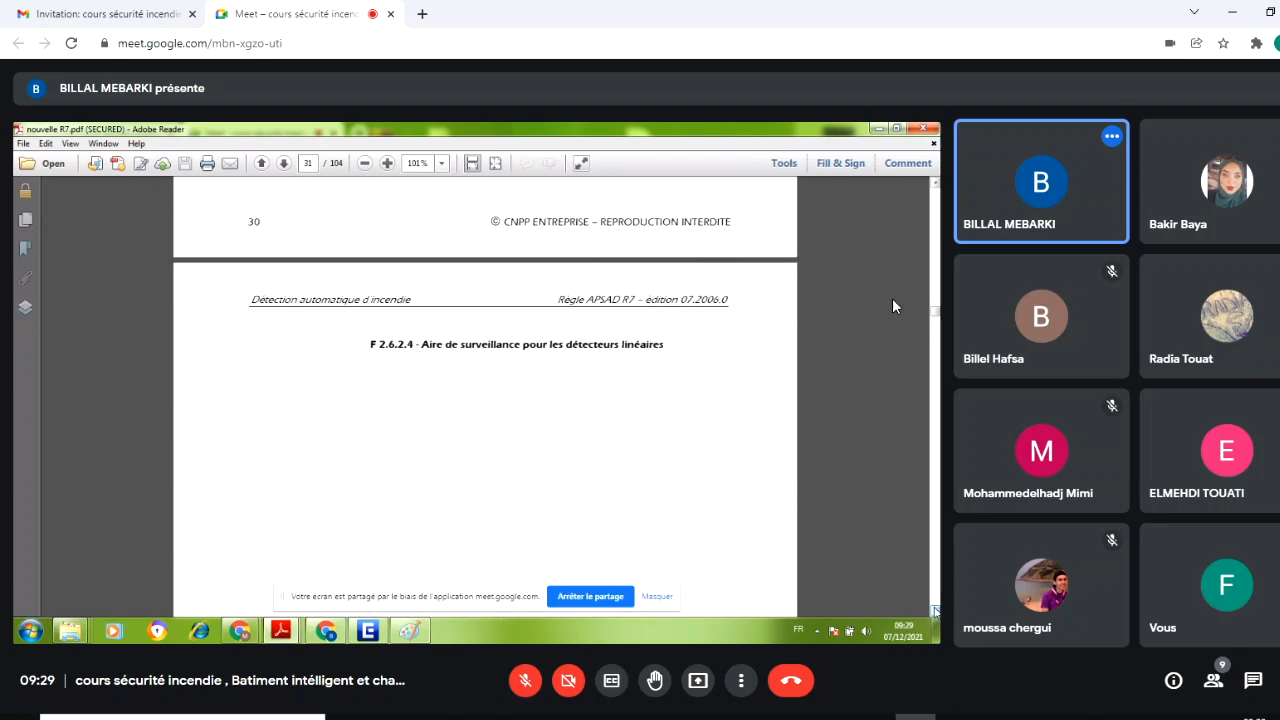 Invitation: cours sécurité incendie
Meet – cours sécurité incend
meet.google.com/mbn-xgzo-uti
B
BILLAL MEBARKI présente
nouvelle R7.pdf (SECURED) - Adobe Reader
File Edit View Window Help
Open
31 / 104
101%
Tools
Fill & Sign
Comment
30
© CNPP ENTREPRISE – REPRODUCTION INTERDITE
Détection automatique d'incendie
Règle APSAD R7 – édition 07.2006.0
F 2.6.2.4 - Aire de surveillance pour les détecteurs linéaires
Votre écran est partagé par le biais de l'application meet.google.com.
Arrêter le partage
Masquer
FR
09:29
07/12/2021
B
BILLAL MEBARKI
Bakir Baya
B
Billel Hafsa
Radia Touat
M
Mohammedelhadj Mimi
E
ELMEHDI TOUATI
moussa chergui
F
Vous
09:29
cours sécurité incendie , Batiment intélligent et cha...
9